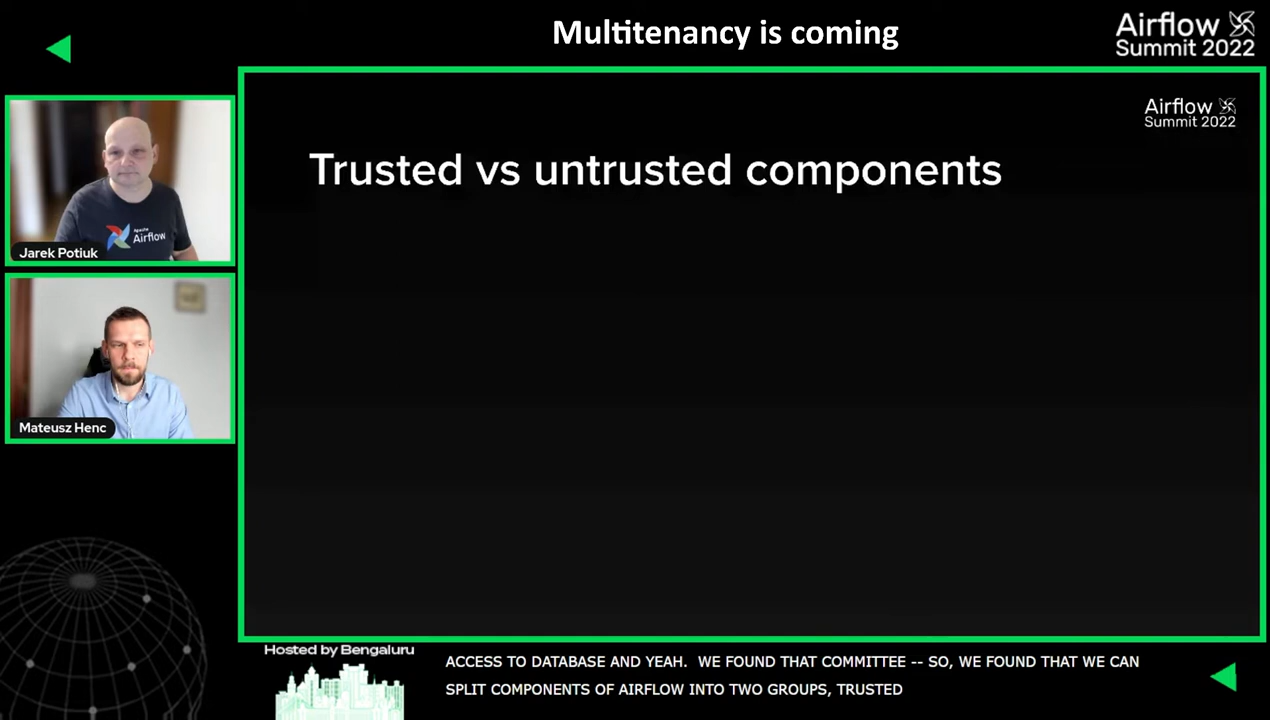 Multitenancy is coming
Airflow
Summit 2022
Airflow
Summit 2022
Trusted vs untrusted components
Apache
Airflow
Jarek Potiuk
Mateusz Henc
Hosted by Bengaluru
ACCESS TO DATABASE AND YEAH. WE FOUND THAT COMMITTEE -- SO, WE FOUND THAT WE CAN
SPLIT COMPONENTS OF AIRFLOW INTO TWO GROUPS, TRUSTED